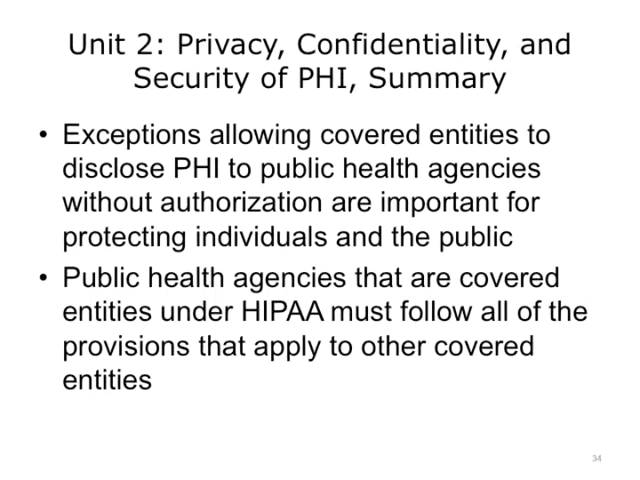 Unit 2: Privacy, Confidentiality, and
Security of PHI, Summary
• Exceptions allowing covered entities to
disclose PHI to public health agencies
without authorization are important for
protecting individuals and the public
• Public health agencies that are covered
entities under HIPAA must follow all of the
provisions that apply to other covered
entities
34